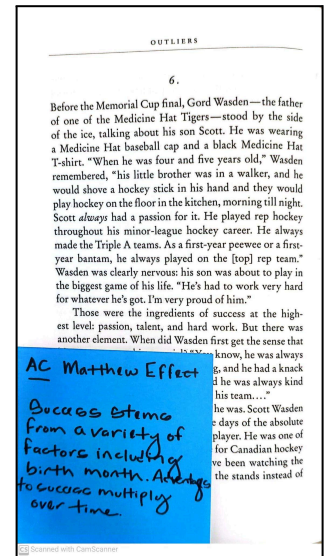 OUTLIERS
6.
Before the Memorial Cup final, Gord Wasden—the father
of one of the Medicine Hat Tigers—stood by the side
of the ice, talking about his son Scott. He was wearing
a Medicine Hat baseball cap and a black Medicine Hat
T-shirt. “When he was four and five years old,” Wasden
remembered, “his little brother was in a walker, and he
would shove a hockey stick in his hand and they would
play hockey on the floor in the kitchen, morning till night.
Scott always had a passion for it. He played rep hockey
throughout his minor-league hockey career. He always
made the Triple A teams. As a first-year peewee or a first-
year bantam, he always played on the [top] rep team.”
Wasden was clearly nervous: his son was about to play in
the biggest game of his life. “He’s had to work very hard
for whatever he’s got. I’m very proud of him.”
Those were the ingredients of success at the high-
est level: passion, talent, and hard work. But there was
another element. When did Wasden first get the sense that
know, he was always
g, and he had a knack
d he was always kind
his team....”
he was. Scott Wasden
e days of the absolute
player. He was one of
for Canadian hockey
ve been watching the
the stands instead of
AC Matthew Effect
Success stems
from a variety of
factors including
birth month. Advantages
to success multiply
over time.
CS Scanned with CamScanner